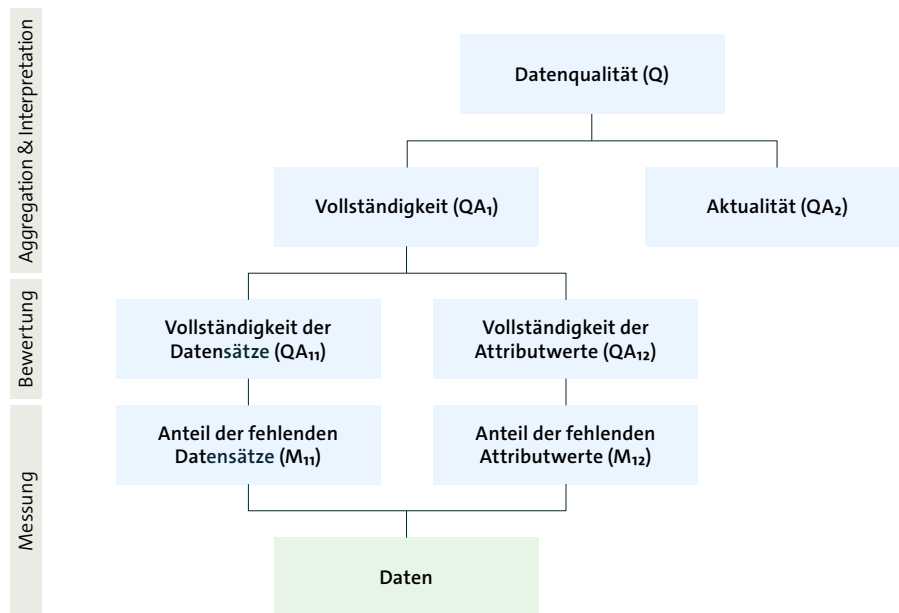 Aggregation & Interpretation
Datenqualität (Q)
Vollständigkeit (QA₁)
Aktualität (QA₂)
Bewertung
Vollständigkeit der
Datensätze (QA₁₁)
Vollständigkeit der
Attributwerte (QA₁₂)
Messung
Anteil der fehlenden
Datensätze (M₁₁)
Anteil der fehlenden
Attributwerte (M₁₂)
Daten